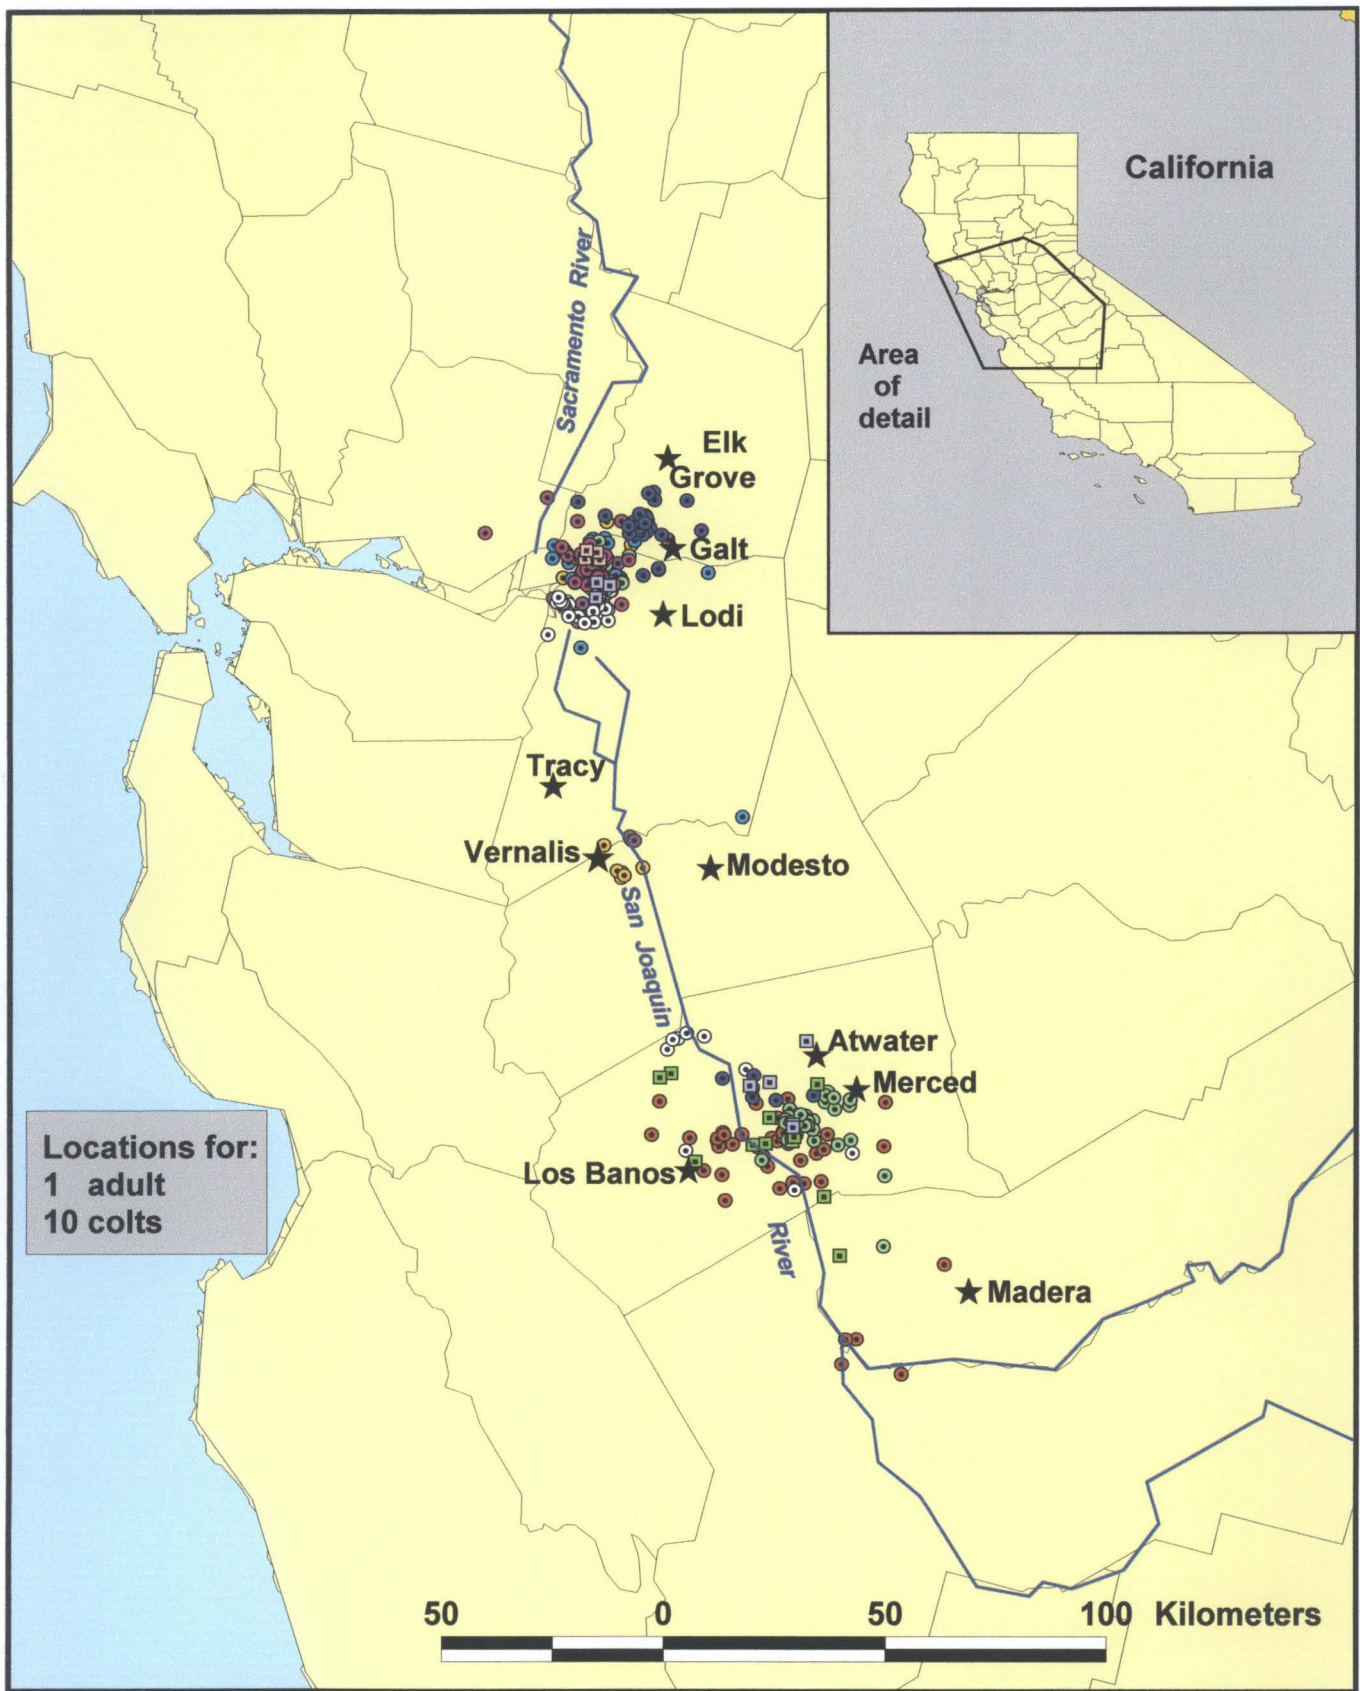 California
Area
of
detail
Sacramento River
Elk
Grove
Galt
Lodi
Tracy
Vernalis
Modesto
San Joaquin
Atwater
Merced
Locations for:
1 adult
10 colts
Los Banos
River
Madera
50 0 50 100 Kilometers